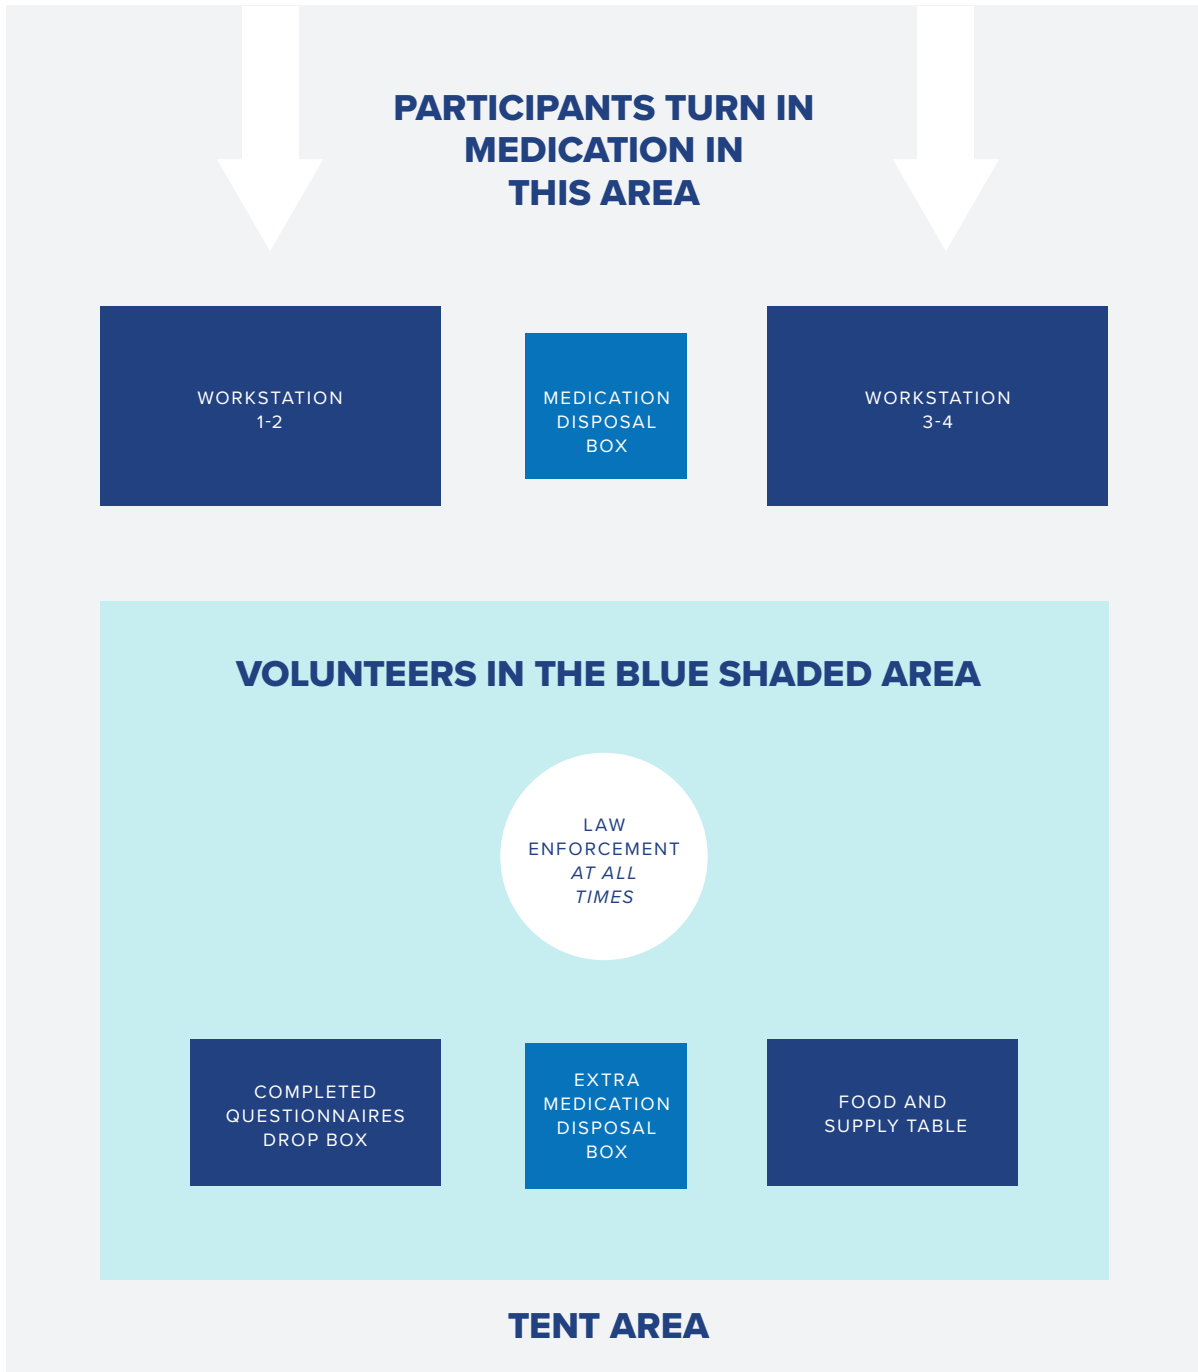 PARTICIPANTS TURN IN
MEDICATION IN
THIS AREA
WORKSTATION
1-2
MEDICATION
DISPOSAL
BOX
WORKSTATION
3-4
VOLUNTEERS IN THE BLUE SHADED AREA
LAW
ENFORCEMENT
AT ALL
TIMES
COMPLETED
QUESTIONNAIRES
DROP BOX
EXTRA
MEDICATION
DISPOSAL
BOX
FOOD AND
SUPPLY TABLE
TENT AREA